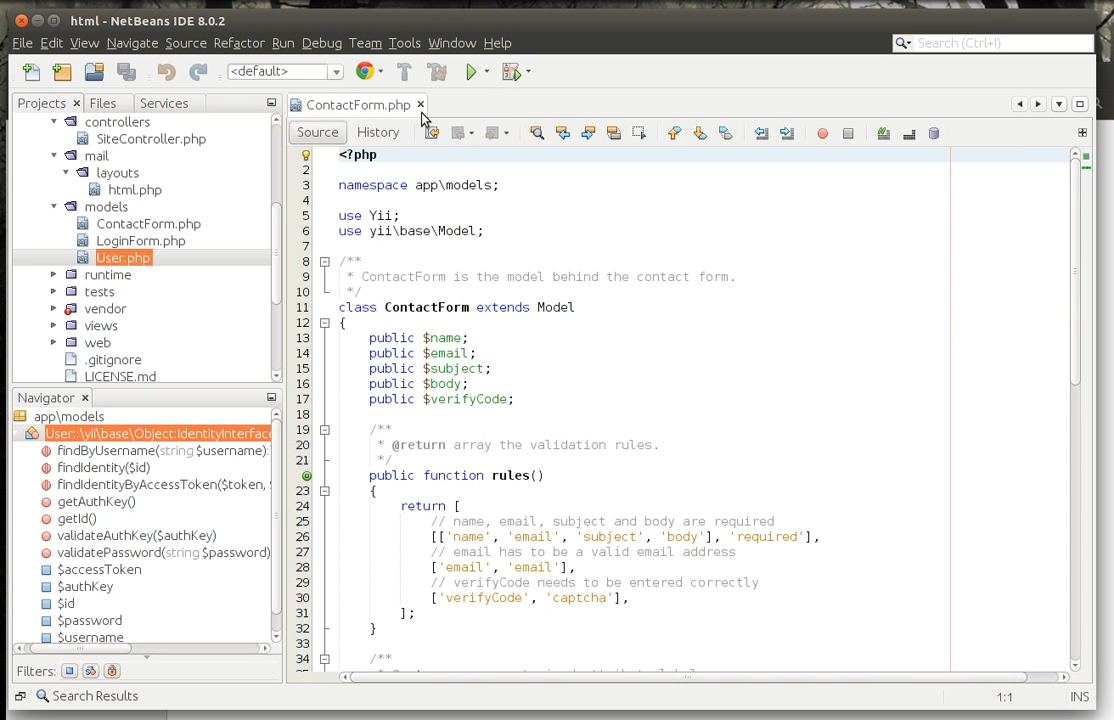 html - NetBeans IDE 8.0.2
File Edit View Navigate Source Refactor Run Debug Team Tools Window Help
Search (Ctrl+I)
<default>
Projects Files Services
controllers
SiteController.php
mail
layouts
html.php
models
ContactForm.php
LoginForm.php
User.php
runtime
tests
vendor
views
web
.gitignore
LICENSE.md
Navigator
app\models
User::\yii\base\Object:IdentityInterface
findByUsername(string $username):
findIdentity($id)
findIdentityByAccessToken($token, 
getAuthKey()
getId()
validateAuthKey($authKey)
validatePassword(string $password)
$accessToken
$authKey
$id
$password
$username
Filters:
Search Results
ContactForm.php
Source History
<?php
2
3 namespace app\models;
4
5 use Yii;
6 use yii\base\Model;
7
8 /**
9 * ContactForm is the model behind the contact form.
10 */
11 class ContactForm extends Model
12 {
13 public $name;
14 public $email;
15 public $subject;
16 public $body;
17 public $verifyCode;
18
19 /**
20 * @return array the validation rules.
21 */
public function rules()
23 {
24 return [
25 // name, email, subject and body are required
26 [['name', 'email', 'subject', 'body'], 'required'],
27 // email has to be a valid email address
28 ['email', 'email'],
29 // verifyCode needs to be entered correctly
30 ['verifyCode', 'captcha'],
31 ];
32 }
33
34 /**
1:1 INS